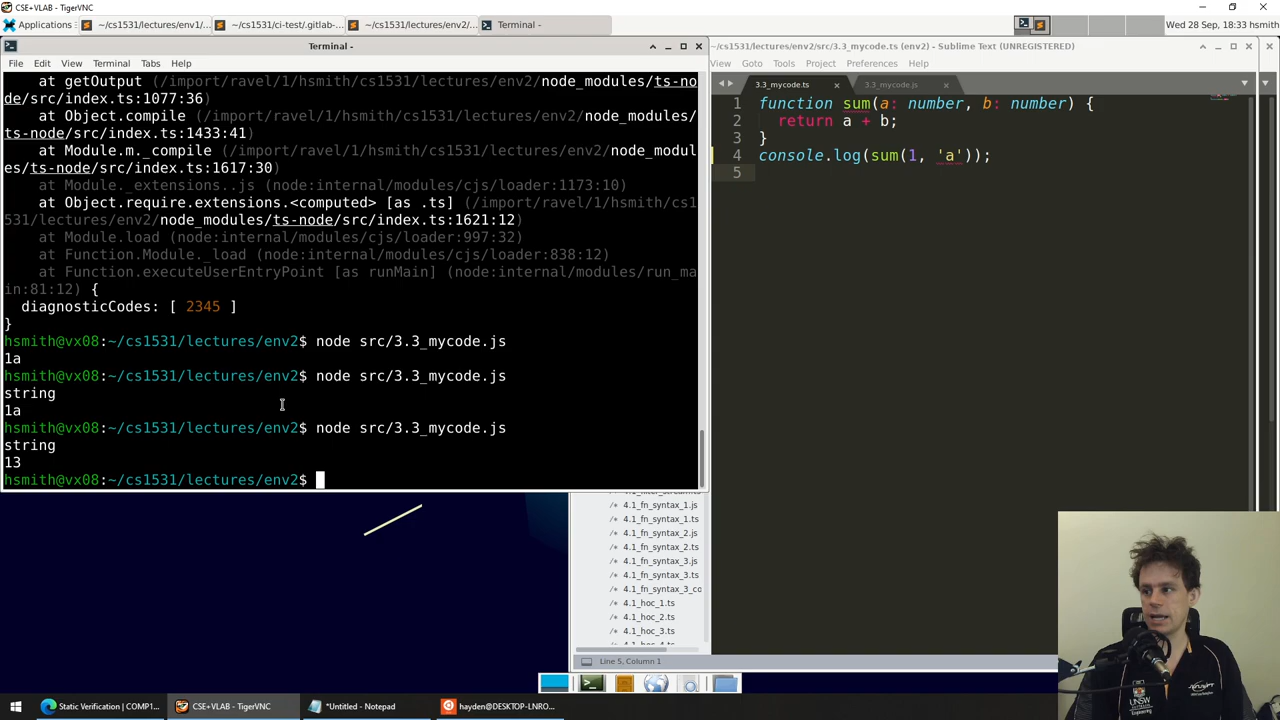 CSE+VLAB - TigerVNC
Applications
~/cs1531/lectures/env1/...
~/cs1531/ci-test/.gitlab-...
~/cs1531/lectures/env2/...
Terminal -
Wed 28 Sep, 18:33 hsmith
Terminal -
File Edit View Terminal Tabs Help
at getOutput (/import/ravel/1/hsmith/cs1531/lectures/env2/node_modules/ts-no
de/src/index.ts:1077:36)
at Object.compile (/import/ravel/1/hsmith/cs1531/lectures/env2/node_modules/
ts-node/src/index.ts:1433:41)
at Module.m._compile (/import/ravel/1/hsmith/cs1531/lectures/env2/node_modul
es/ts-node/src/index.ts:1617:30)
at Module._extensions..js (node:internal/modules/cjs/loader:1173:10)
at Object.require.extensions.<computed> [as .ts] (/import/ravel/1/hsmith/cs1
531/lectures/env2/node_modules/ts-node/src/index.ts:1621:12)
at Module.load (node:internal/modules/cjs/loader:997:32)
at Function.Module._load (node:internal/modules/cjs/loader:838:12)
at Function.executeUserEntryPoint [as runMain] (node:internal/modules/run_ma
in:81:12) {
diagnosticCodes: [ 2345 ]
}
hsmith@vx08:~/cs1531/lectures/env2$ node src/3.3_mycode.js
1a
hsmith@vx08:~/cs1531/lectures/env2$ node src/3.3_mycode.js
string
1a
hsmith@vx08:~/cs1531/lectures/env2$ node src/3.3_mycode.js
string
13
hsmith@vx08:~/cs1531/lectures/env2$
~/cs1531/lectures/env2/src/3.3_mycode.ts (env2) - Sublime Text (UNREGISTERED)
View Goto Tools Project Preferences Help
3.3_mycode.ts
3.3_mycode.js
1 function sum(a: number, b: number) {
2 return a + b;
3 }
4 console.log(sum(1, 'a'));
5
/* 4.1_fn_syntax_1.js
/* 4.1_fn_syntax_1.ts
/* 4.1_fn_syntax_2.js
/* 4.1_fn_syntax_2.ts
/* 4.1_fn_syntax_3.js
/* 4.1_fn_syntax_3.ts
/* 4.1_fn_syntax_3_cc
/* 4.1_hoc_1.ts
/* 4.1_hoc_2.ts
/* 4.1_hoc_3.ts
Line 5, Column 1
UNSW
Static Verification | COMP1...
CSE+VLAB - TigerVNC
*Untitled - Notepad
hayden@DESKTOP-LNRO...